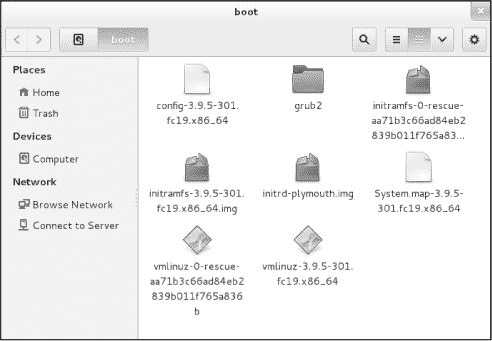 boot
boot
Places
Home
Trash
Devices
Computer
Network
Browse Network
Connect to Server
config-3.9.5-301.
fc19.x86_64
grub2
initramfs-0-rescue-
aa71b3c66ad84eb2
839b011f765a83...
initramfs-3.9.5-301.
fc19.x86_64.img
initrd-plymouth.img
System.map-3.9.5-
301.fc19.x86_64
vmlinuz-0-rescue-
aa71b3c66ad84eb2
839b011f765a836
b
vmlinuz-3.9.5-301.
fc19.x86_64